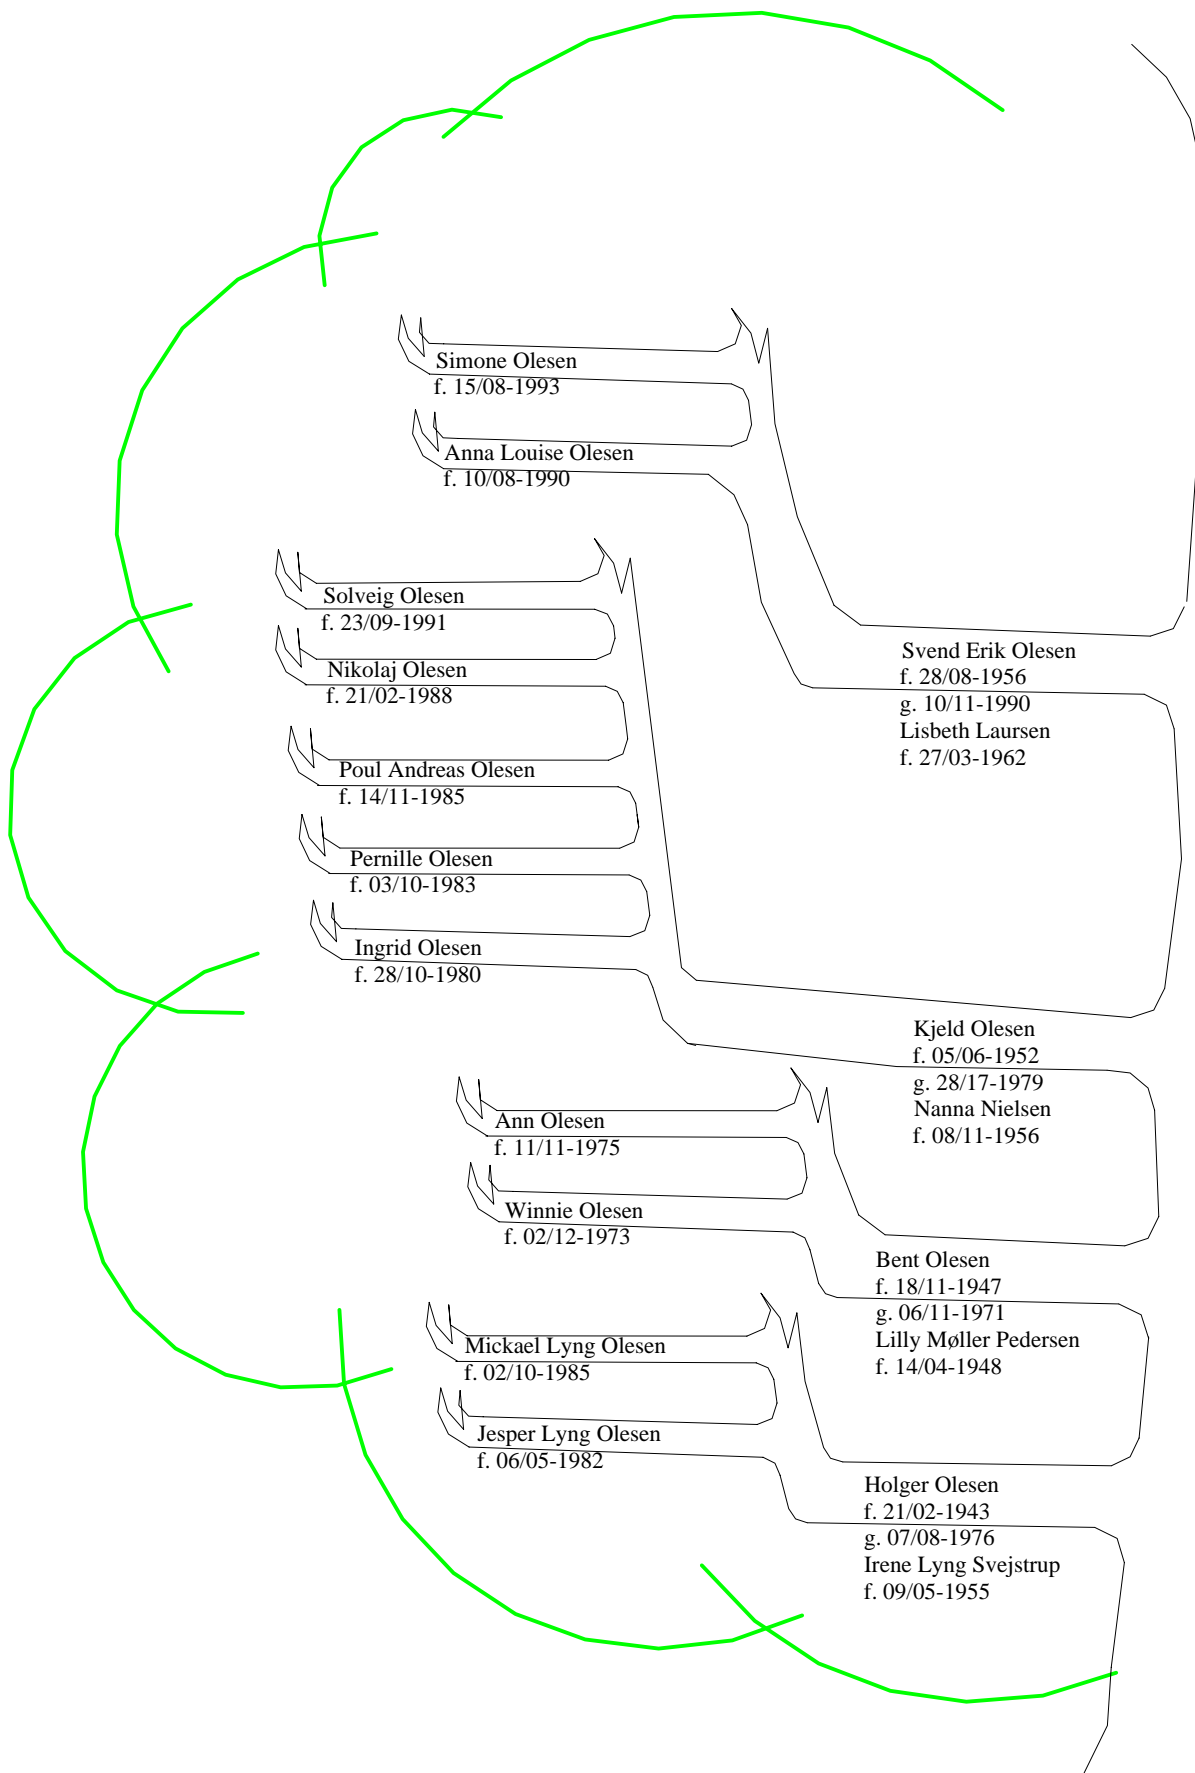 Simone Olesen
f. 15/08-1993
Anna Louise Olesen
f. 10/08-1990
Solveig Olesen
f. 23/09-1991
Nikolaj Olesen
f. 21/02-1988
Svend Erik Olesen
f. 28/08-1956
g. 10/11-1990
Lisbeth Laursen
f. 27/03-1962
Poul Andreas Olesen
f. 14/11-1985
Pernille Olesen
f. 03/10-1983
Ingrid Olesen
f. 28/10-1980
Kjeld Olesen
f. 05/06-1952
g. 28/17-1979
Nanna Nielsen
f. 08/11-1956
Ann Olesen
f. 11/11-1975
Winnie Olesen
f. 02/12-1973
Bent Olesen
f. 18/11-1947
g. 06/11-1971
Lilly Møller Pedersen
f. 14/04-1948
Mickael Lyng Olesen
f. 02/10-1985
Jesper Lyng Olesen
f. 06/05-1982
Holger Olesen
f. 21/02-1943
g. 07/08-1976
Irene Lyng Svejstrup
f. 09/05-1955